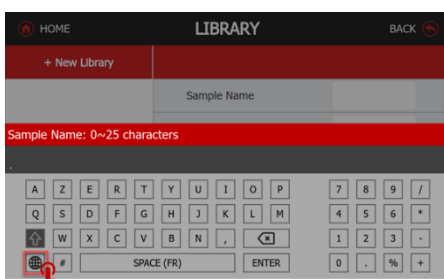 HOME LIBRARY BACK
+ New Library
Sample Name
Sample Name: 0~25 characters
.
A Z E R T Y U I O P 7 8 9 /
Q S D F G H J K L M 4 5 6 *
W X C V B N , 1 2 3 -
# SPACE (FR) ENTER 0 . % +